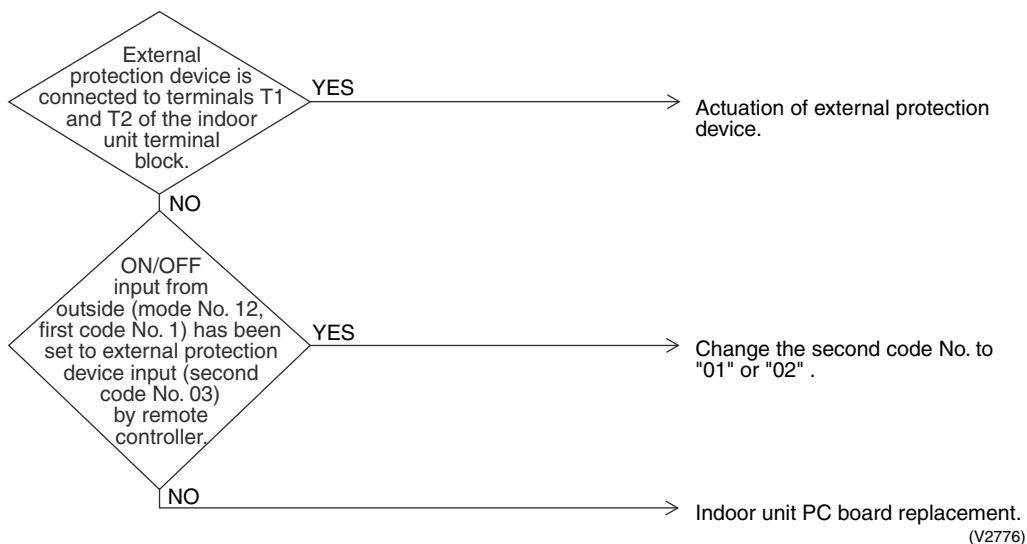 External
protection device is
connected to terminals T1
and T2 of the indoor
unit terminal
block.
YES
Actuation of external protection
device.
NO
ON/OFF
input from
outside (mode No. 12,
first code No. 1) has been
set to external protection
device input (second
code No. 03)
by remote
controller.
YES
Change the second code No. to
"01" or "02" .
NO
Indoor unit PC board replacement.
(V2776)